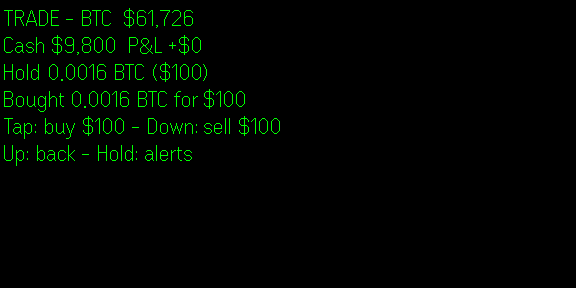 TRADE - BTC  $61,726
Cash $9,800  P&L +$0
Hold 0.0016 BTC ($100)
Bought 0.0016 BTC for $100
Tap: buy $100 - Down: sell $100
Up: back - Hold: alerts